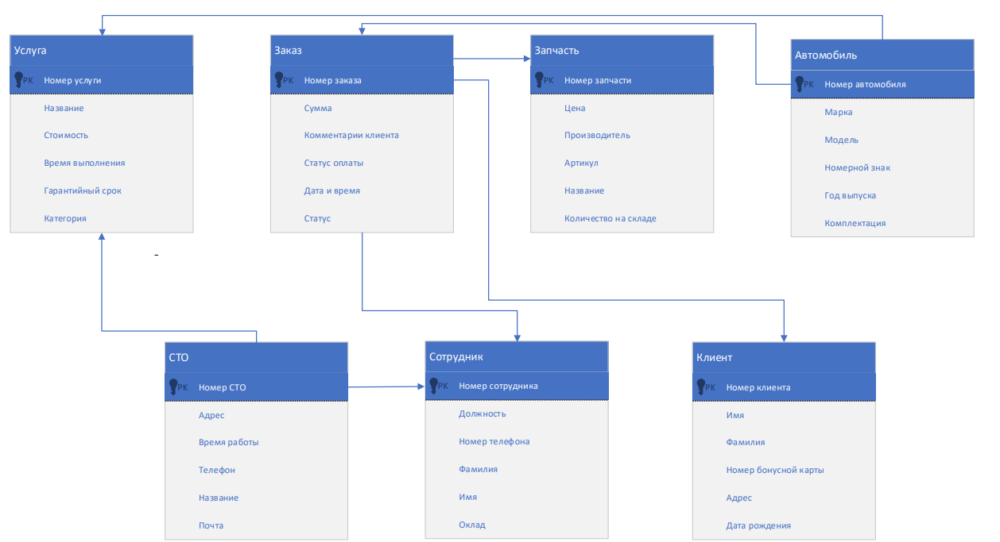 Услуга
PK Номер услуги
Название
Стоимость
Время выполнения
Гарантийный срок
Категория
Заказ
PK Номер заказа
Сумма
Комментарии клиента
Статус оплаты
Дата и время
Статус
Запчасть
PK Номер запчасти
Цена
Производитель
Артикул
Название
Количество на складе
Автомобиль
PK Номер автомобиля
Марка
Модель
Номерной знак
Год выпуска
Комплектация
-
СТО
PK Номер СТО
Адрес
Время работы
Телефон
Название
Почта
Сотрудник
PK Номер сотрудника
Должность
Номер телефона
Фамилия
Имя
Оклад
Клиент
PK Номер клиента
Имя
Фамилия
Номер бонусной карты
Адрес
Дата рождения